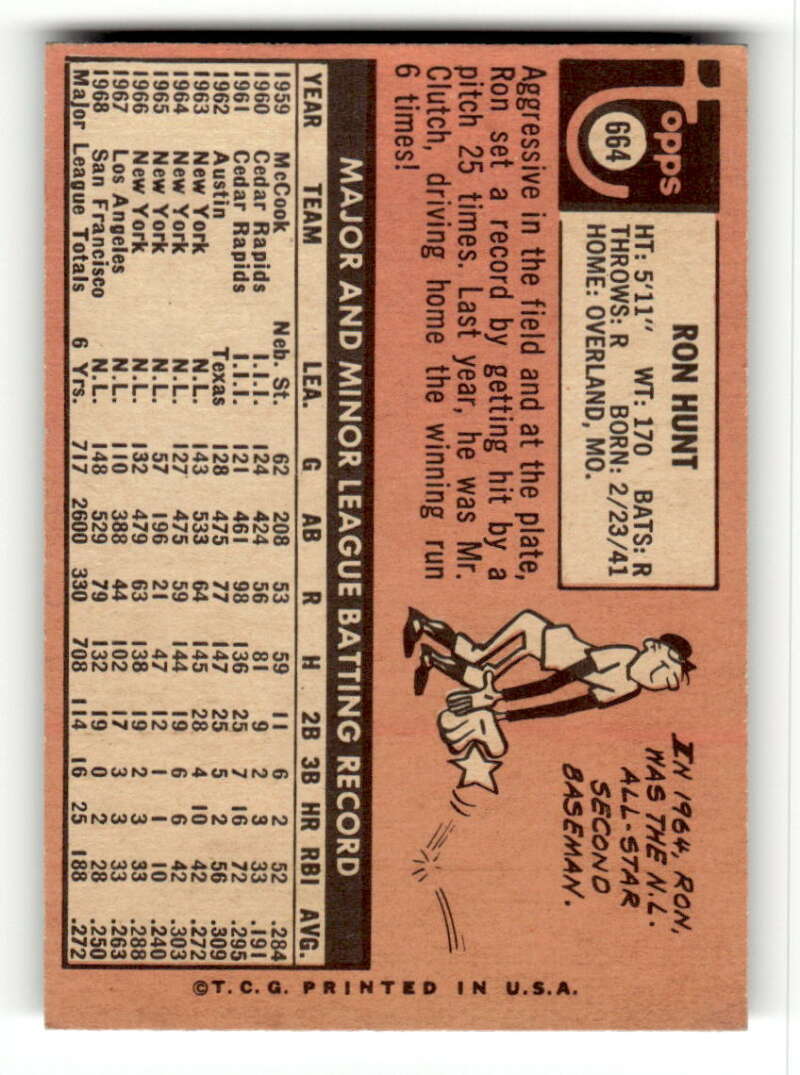 Topps
664
RON HUNT
HT: 5'11" WT: 170 BATS: R
THROWS: R BORN: 2/23/41
HOME: OVERLAND, MO.
Aggressive in the field and at the plate,
Ron set a record by getting hit by a
pitch 25 times. Last year, he was Mr.
Clutch, driving home the winning run
6 times!
IN 1964, RON,
WAS THE N.L.
ALL-STAR
SECOND
BASEMAN.
MAJOR AND MINOR LEAGUE BATTING RECORD
YEAR TEAM LEA. G AB R H 2B 3B HR RBI AVG.
1959 McCook Neb. St. 62 208 53 59 11 6 2 52 .284
1960 Cedar Rapids I.I.I. 124 424 56 81 9 2 3 33 .191
1961 Cedar Rapids I.I.I. 121 461 98 136 25 7 16 72 .295
1962 Austin Texas 128 475 77 147 25 5 2 56 .309
1963 New York N.L. 143 533 64 145 28 4 10 42 .272
1964 New York N.L. 127 475 59 144 19 6 6 42 .303
1965 New York N.L. 57 196 21 47 12 1 1 10 .240
1966 New York N.L. 132 479 63 138 19 2 3 33 .288
1967 Los Angeles N.L. 110 388 44 102 17 3 3 33 .263
1968 San Francisco N.L. 148 529 79 132 19 0 2 28 .250
Major League Totals 6 Yrs. 717 2600 330 708 114 16 25 188 .272
©T.C.G. PRINTED IN U.S.A.